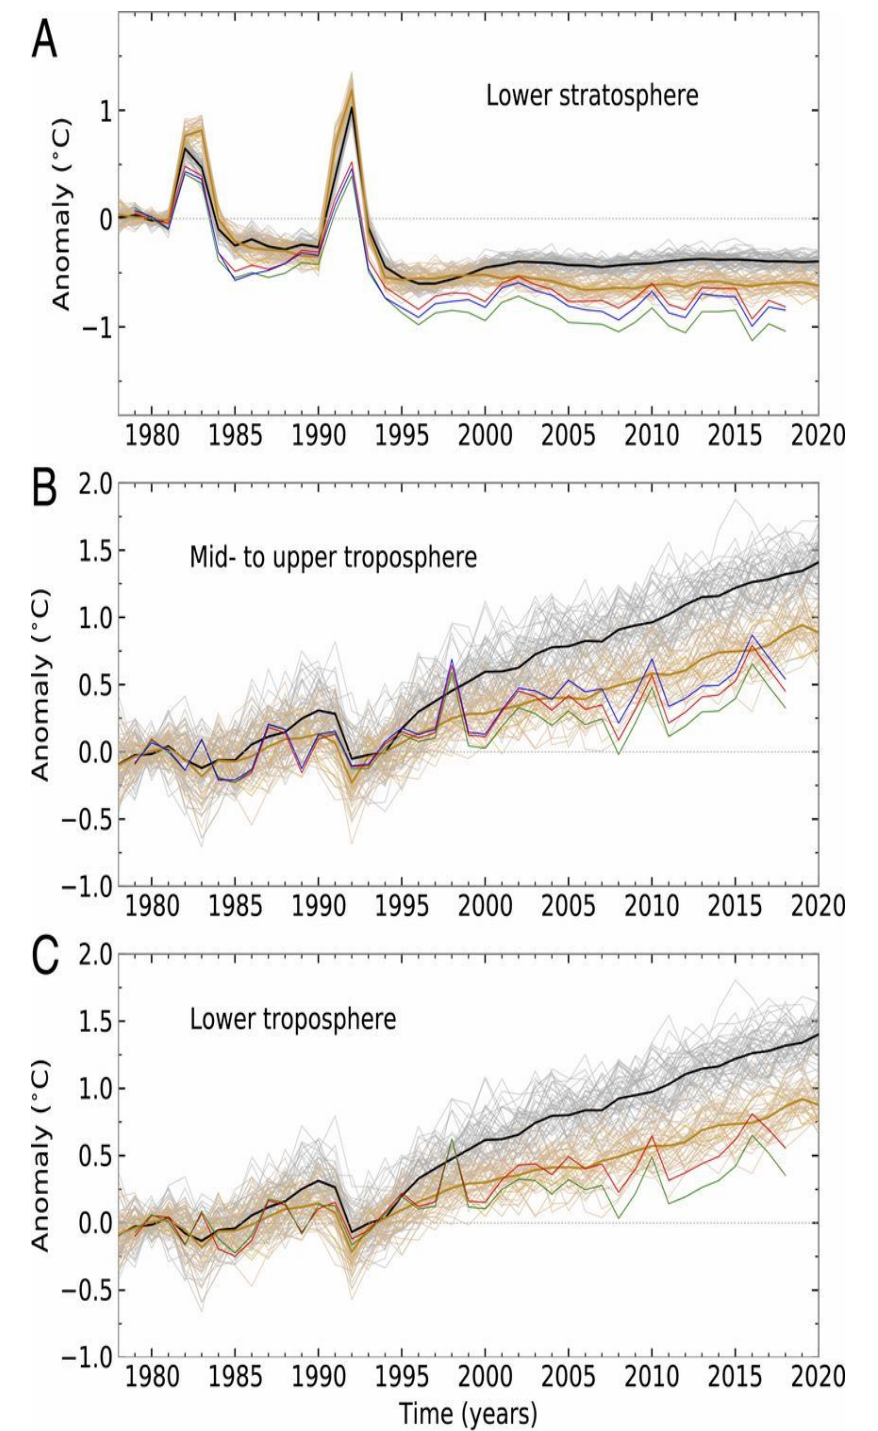 A
Lower stratosphere
Anomaly (°C)
1
0
−1
1980 1985 1990 1995 2000 2005 2010 2015 2020
B
Mid- to upper troposphere
Anomaly (°C)
2.0
1.5
1.0
0.5
0.0
−0.5
−1.0
1980 1985 1990 1995 2000 2005 2010 2015 2020
C
Lower troposphere
Anomaly (°C)
2.0
1.5
1.0
0.5
0.0
−0.5
−1.0
1980 1985 1990 1995 2000 2005 2010 2015 2020
Time (years)